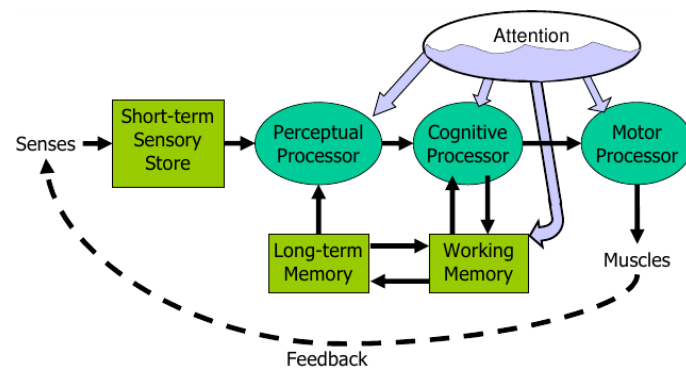 Attention
Senses
Short-term
Sensory
Store
Perceptual
Processor
Cognitive
Processor
Motor
Processor
Long-term
Memory
Working
Memory
Muscles
Feedback